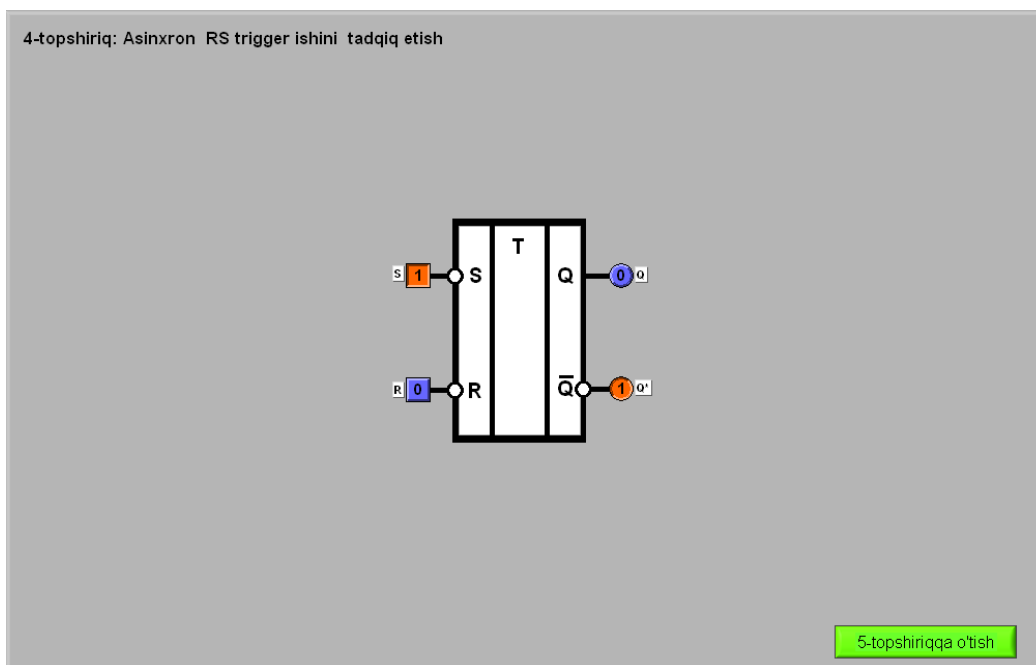 4-topshiriq: Asinxron RS trigger ishini tadqiq etish
T
S 1 S Q 0 Q
R 0 R Q̅ 1 Q'
5-topshiriqqa o'tish